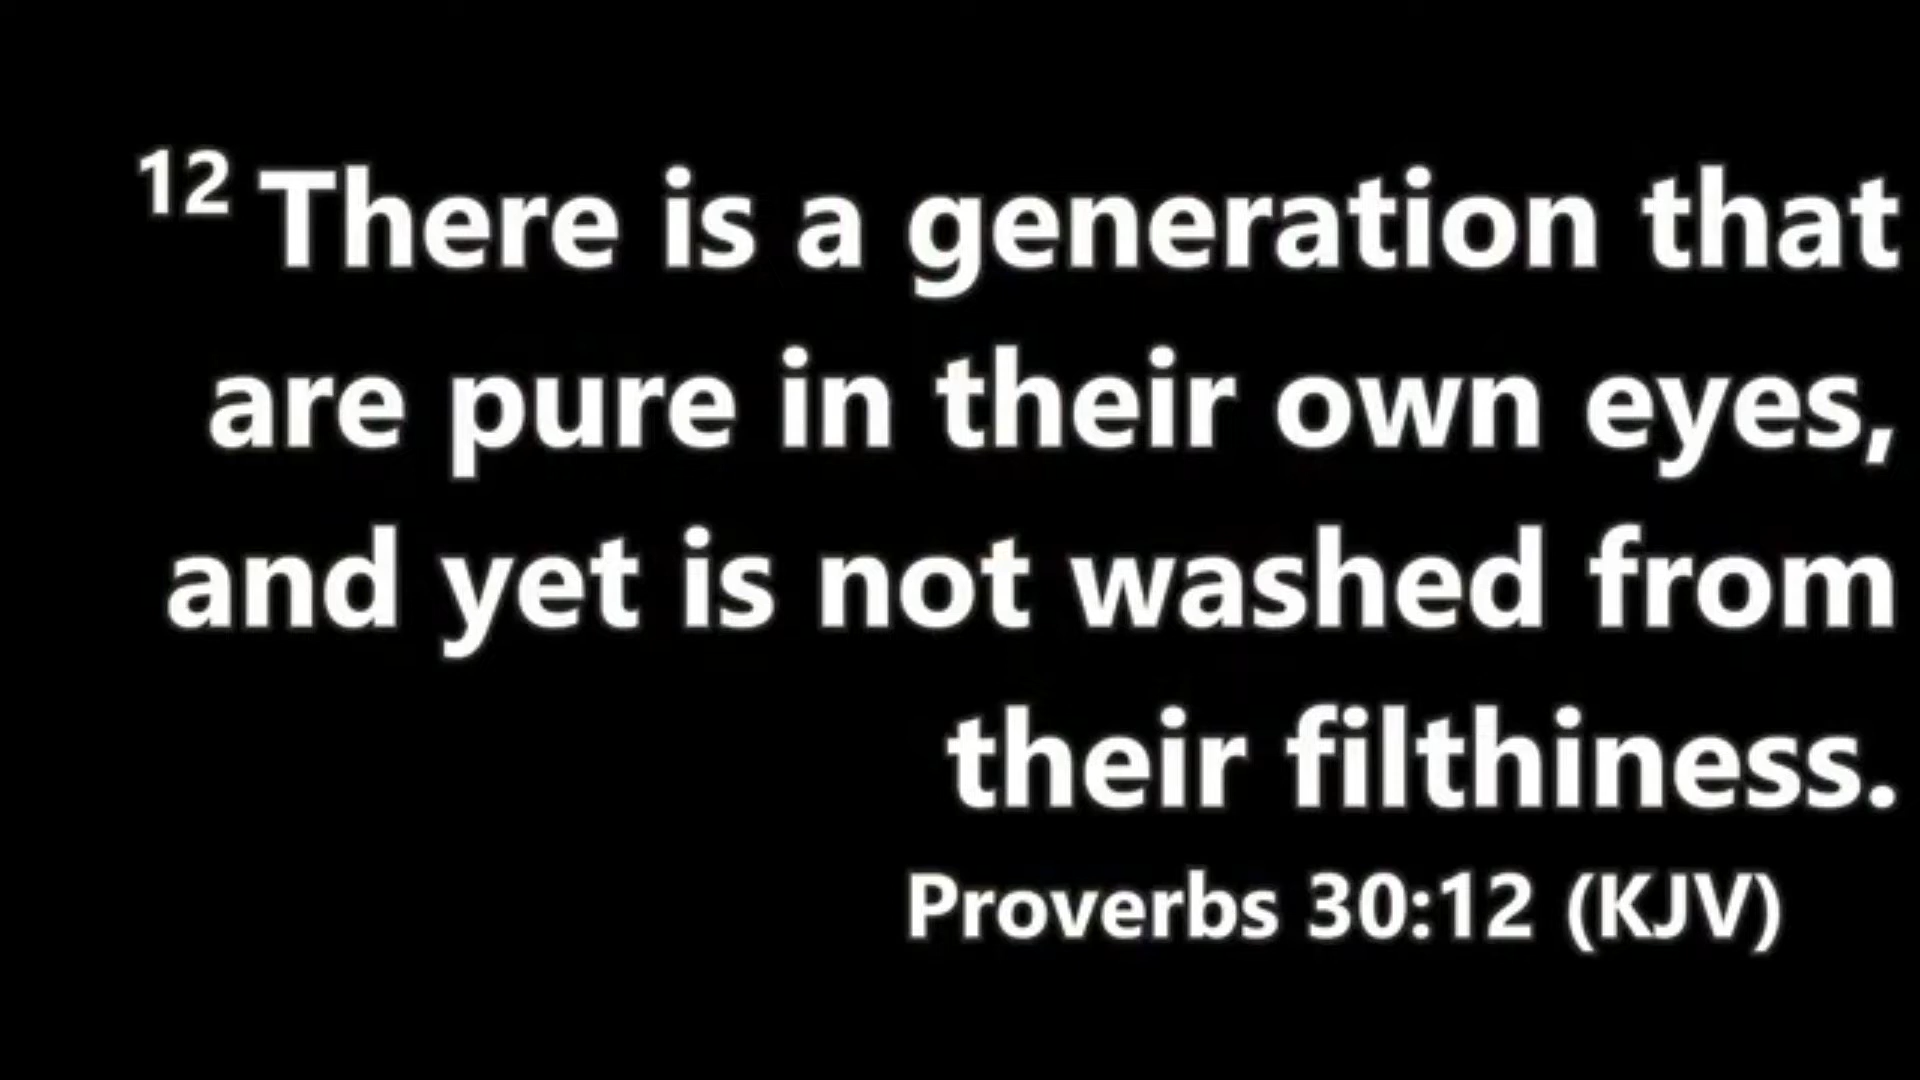 12 There is a generation that
are pure in their own eyes,
and yet is not washed from
their filthiness.
Proverbs 30:12 (KJV)